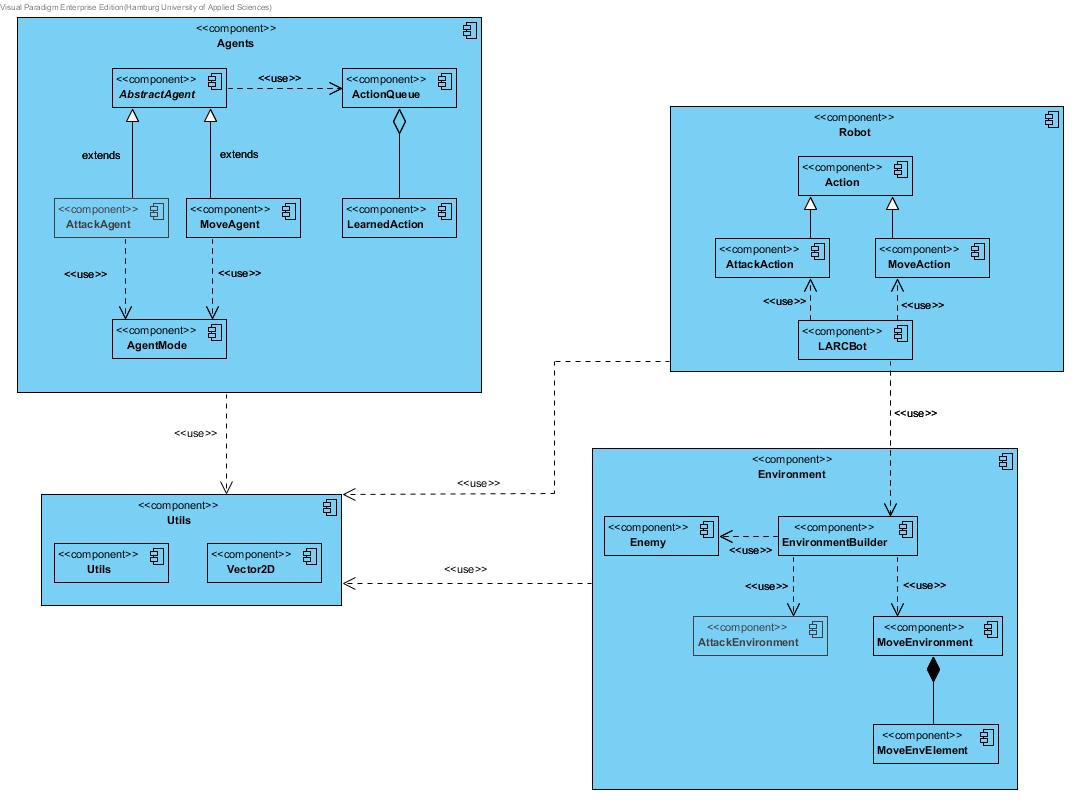 Visual Paradigm Enterprise Edition(Hamburg University of Applied Sciences)
<<component>>
Agents
<<component>>
AbstractAgent
<<use>>
<<component>>
ActionQueue
extends
extends
<<component>>
AttackAgent
<<component>>
MoveAgent
<<component>>
LearnedAction
<<use>>
<<use>>
<<component>>
AgentMode
<<component>>
Robot
<<component>>
Action
<<component>>
AttackAction
<<component>>
MoveAction
<<use>>
<<use>>
<<component>>
LARCBot
<<use>>
<<use>>
<<use>>
<<component>>
Utils
<<component>>
Utils
<<component>>
Vector2D
<<use>>
<<component>>
Environment
<<component>>
Enemy
<<use>>
<<component>>
EnvironmentBuilder
<<use>>
<<use>>
<<component>>
AttackEnvironment
<<component>>
MoveEnvironment
<<component>>
MoveEnvElement